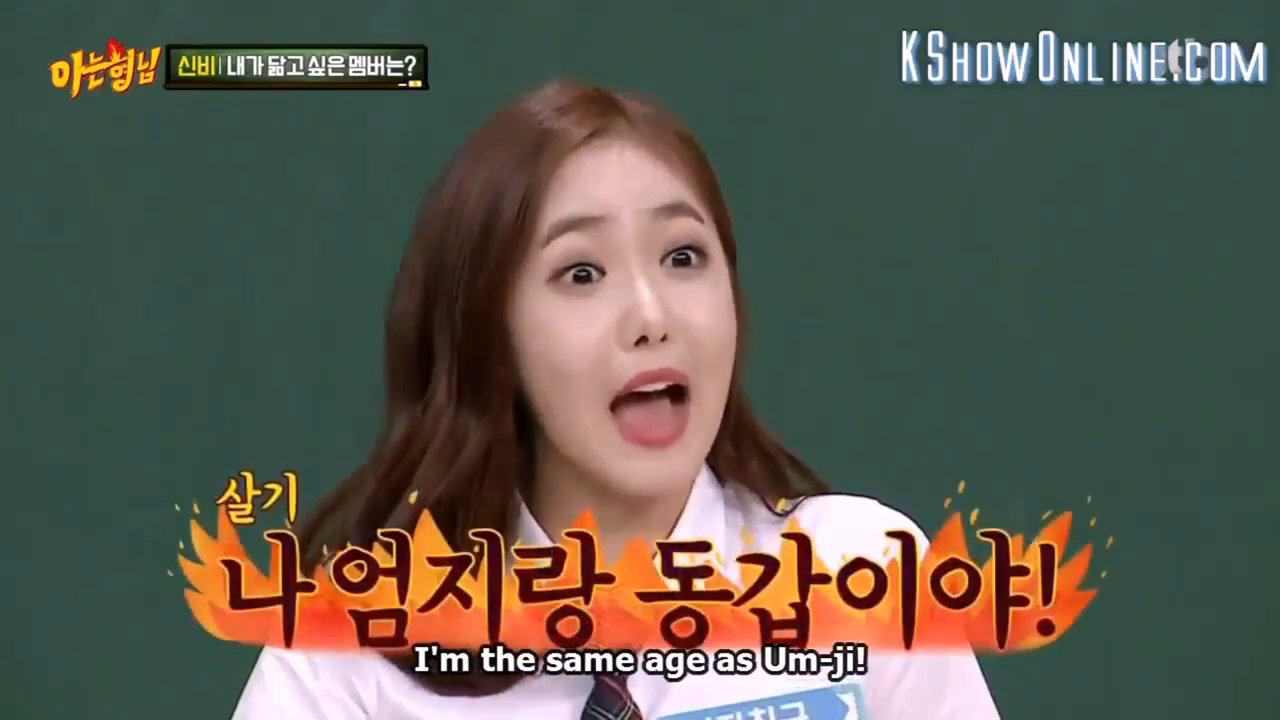 아는형님
신비 | 내가 닮고 싶은 멤버는?
KSHOWONLINE.COM
살기
나 엄지랑 동갑이야!
I'm the same age as Um-ji!